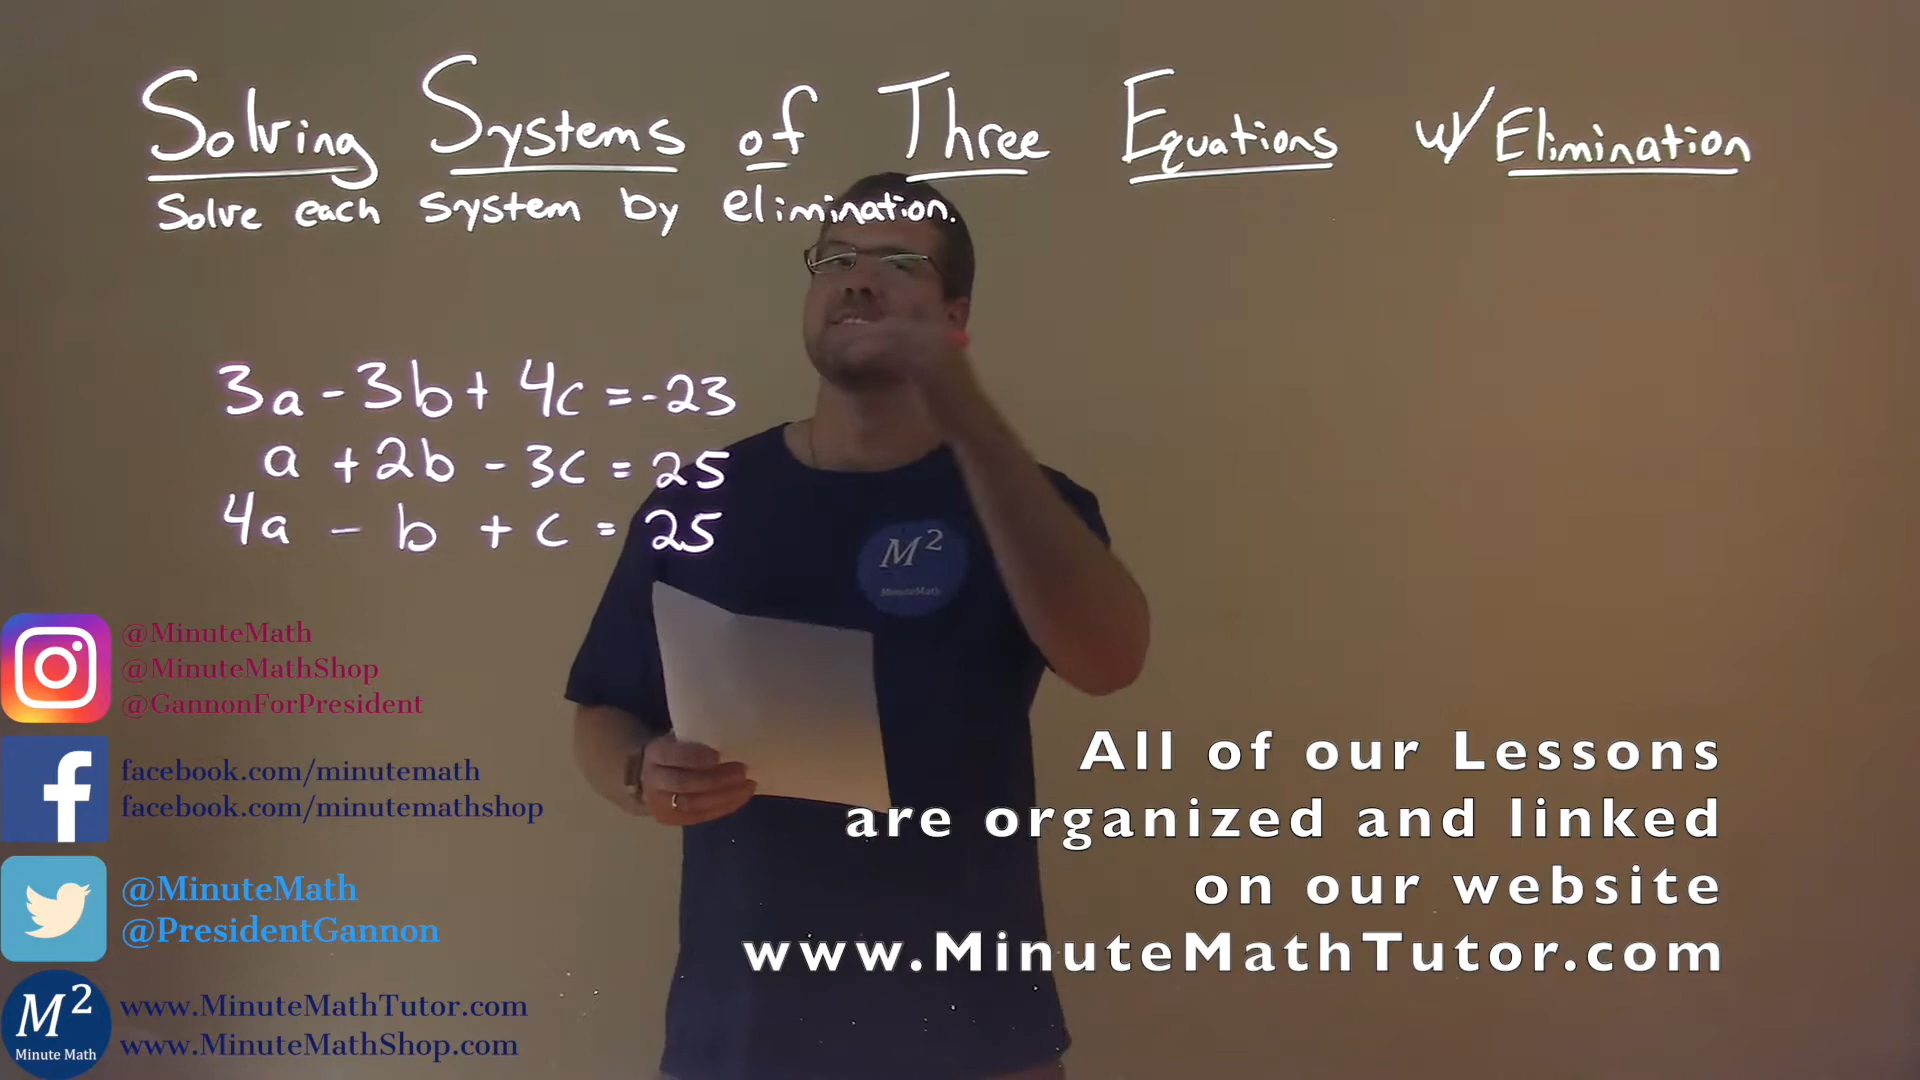 Solving Systems of Three Equations w/ Elimination
Solve each system by elimination.
3a - 3b + 4c = -23
a + 2b - 3c = 25
4a - b + c = 25
M²
MinuteMath
@MinuteMath
@MinuteMathShop
@GannonForPresident
facebook.com/minutemath
facebook.com/minutemathshop
@MinuteMath
@PresidentGannon
M²
Minute Math
www.MinuteMathTutor.com
www.MinuteMathShop.com
All of our Lessons
are organized and linked
on our website
www.MinuteMathTutor.com